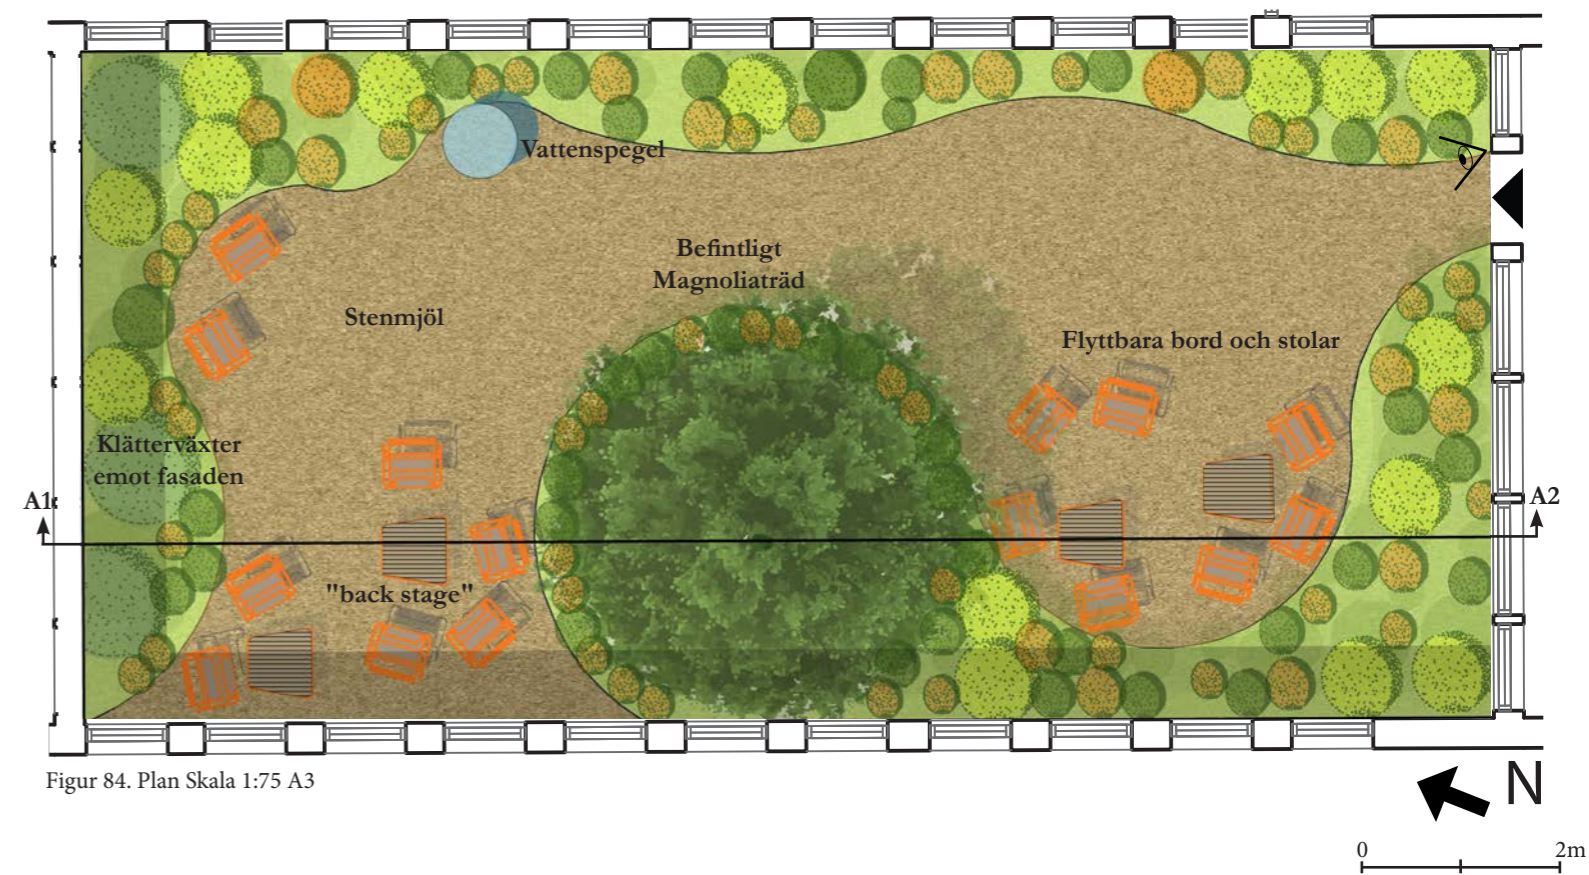 Vattenspegel
Befintligt
Magnoliaträd
Stenmjöl
Flyttbara bord och stolar
Klätterväxter
emot fasaden
A1
A2
"back stage"
Figur 84. Plan Skala 1:75 A3
N
0 2m